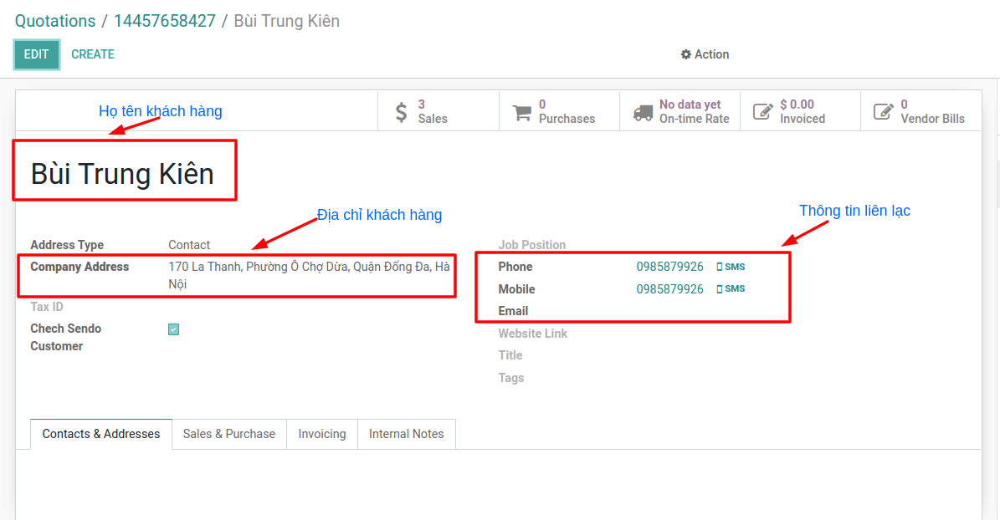 Quotations / 14457658427 / Bùi Trung Kiên
EDIT CREATE Action
Họ tên khách hàng
3 Sales
0 Purchases
No data yet On-time Rate
$ 0.00 Invoiced
0 Vendor Bills
Bùi Trung Kiên
Địa chỉ khách hàng
Thông tin liên lạc
Address Type Contact
Company Address 170 La Thanh, Phường Ô Chợ Dừa, Quận Đống Đa, Hà
Nội
Tax ID
Chech Sendo
Customer
Job Position
Phone 0985879926 SMS
Mobile 0985879926 SMS
Email
Website Link
Title
Tags
Contacts & Addresses Sales & Purchase Invoicing Internal Notes